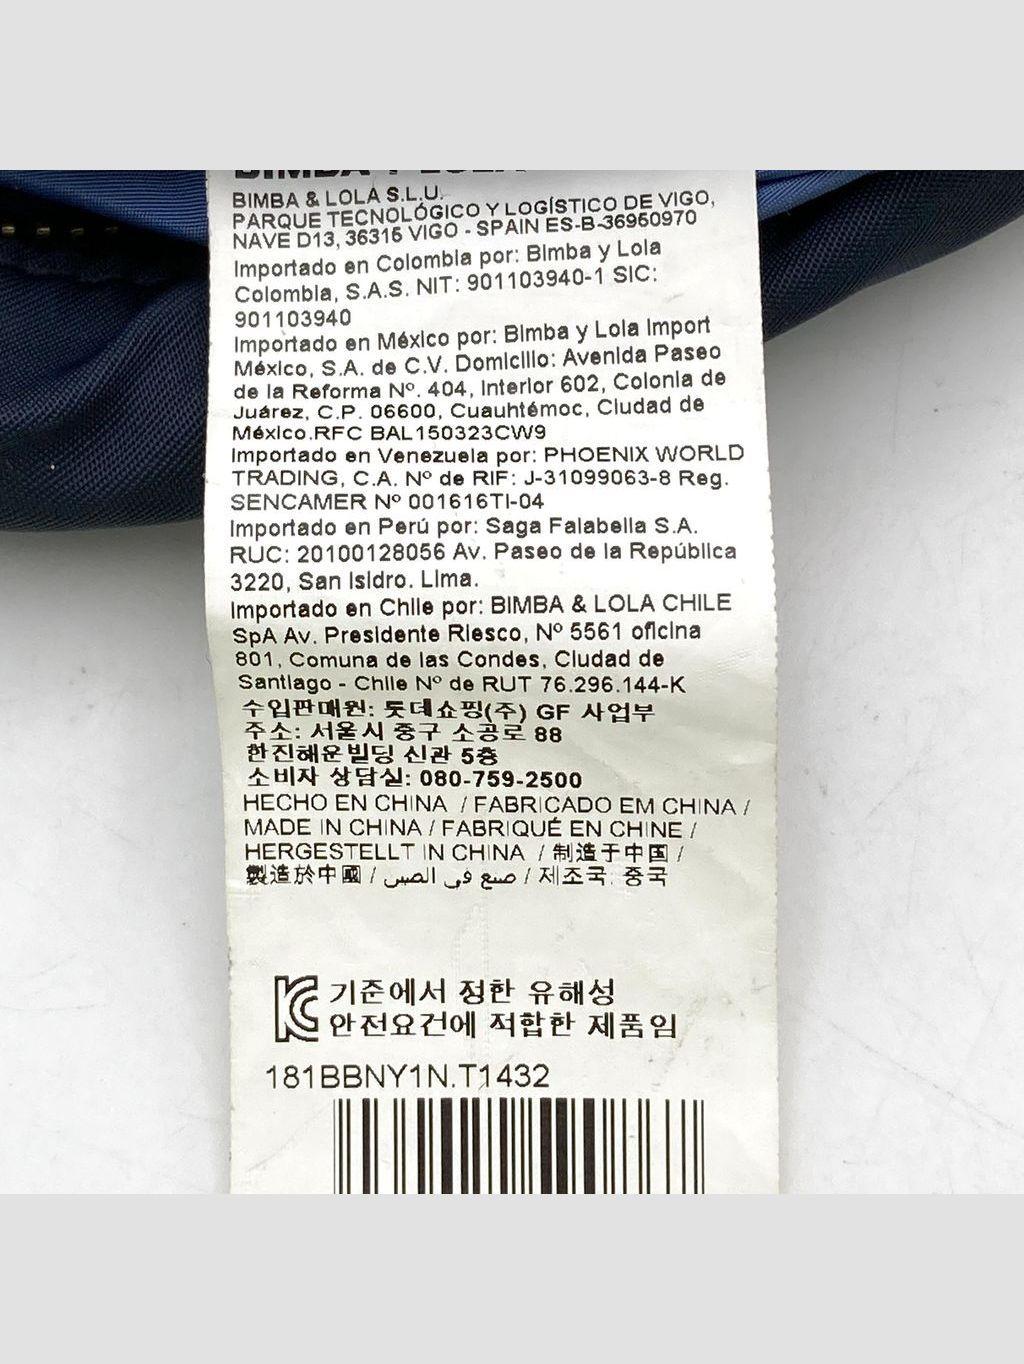 BIMBA Y LOLA
BIMBA & LOLA S.L.U.
PARQUE TECNOLÓGICO Y LOGÍSTICO DE VIGO,
NAVE D13, 36315 VIGO - SPAIN ES-B-36950970
Importado en Colombia por: Bimba y Lola
Colombia, S.A.S. NIT: 901103940-1 SIC:
901103940
Importado en México por: Bimba y Lola Import
México, S.A. de C.V. Domicilio: Avenida Paseo
de la Reforma Nº. 404, Interior 602, Colonia de
Juárez, C.P. 06600, Cuauhtémoc, Ciudad de
México.RFC BAL150323CW9
Importado en Venezuela por: PHOENIX WORLD
TRADING, C.A. Nº de RIF: J-31099063-8 Reg.
SENCAMER Nº 001616TI-04
Importado en Perú por: Saga Falabella S.A.
RUC: 20100128056 Av. Paseo de la República
3220, San Isidro. Lima.
Importado en Chile por: BIMBA & LOLA CHILE
SpA Av. Presidente Riesco, Nº 5561 oficina
801, Comuna de las Condes, Ciudad de
Santiago - Chile Nº de RUT 76.296.144-K
수입판매원: 롯데쇼핑(주) GF 사업부
주소: 서울시 중구 소공로 88
한진해운빌딩 신관 5층
소비자 상담실: 080-759-2500
HECHO EN CHINA / FABRICADO EM CHINA /
MADE IN CHINA / FABRIQUÉ EN CHINE /
HERGESTELLT IN CHINA / 制造于中国 /
製造於中國 / صنع في الصين / 제조국: 중국
KC 기준에서 정한 유해성
안전요건에 적합한 제품임
181BBNY1N.T1432